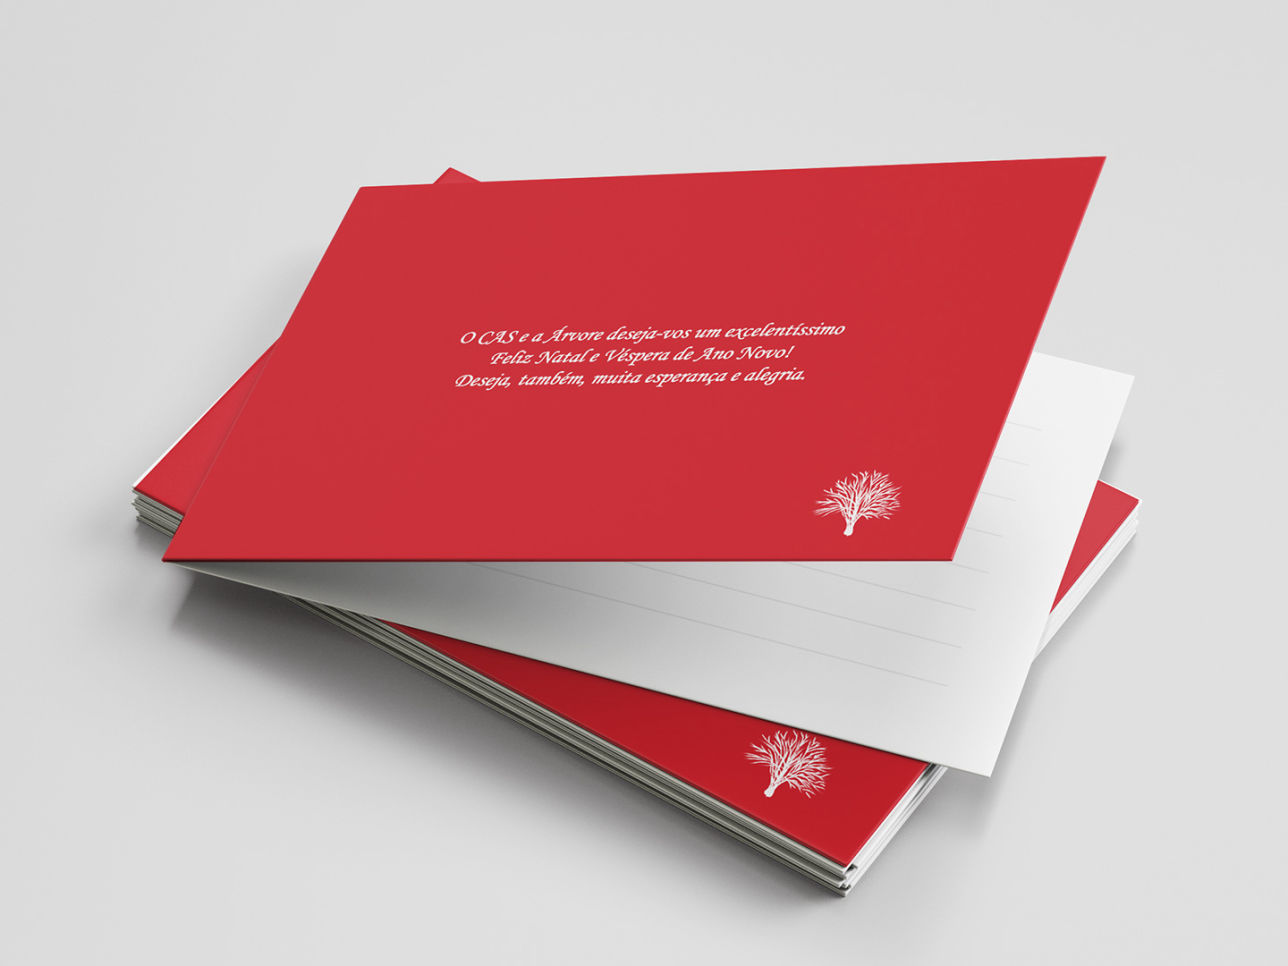 O CAS e a Árvore deseja-vos um excelentíssimo
Feliz Natal e Véspera de Ano Novo!
Deseja, também, muita esperança e alegria.